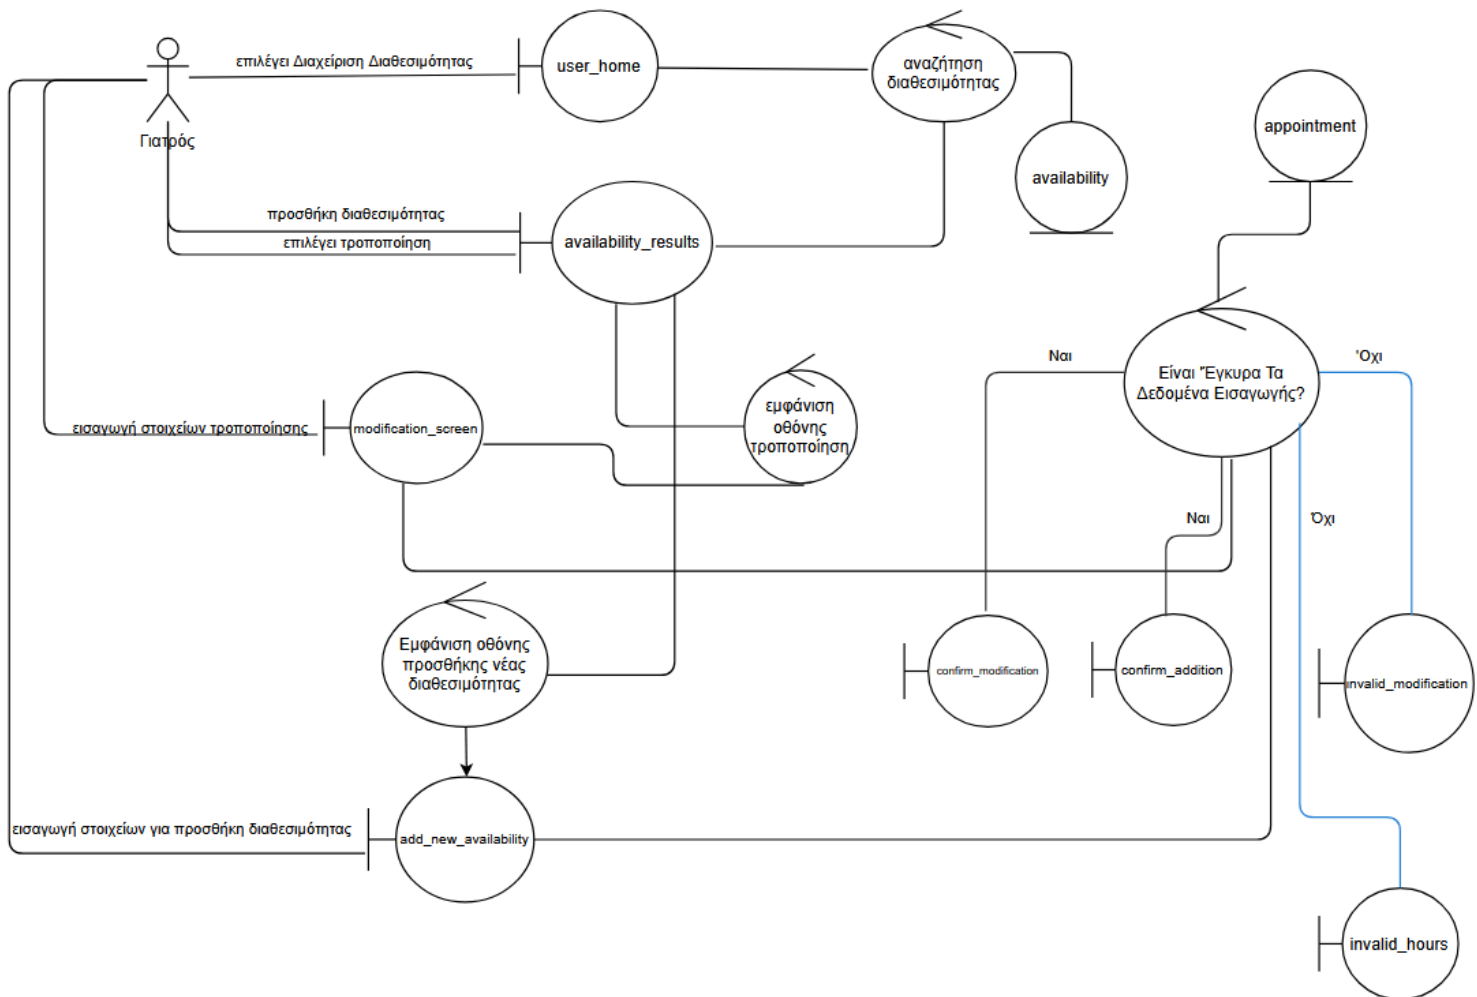 επιλέγει Διαχείριση Διαθεσιμότητας
user_home
αναζήτηση
διαθεσιμότητας
appointment
Γιατρός
availability
προσθήκη διαθεσιμότητας
επιλέγει τροποποίηση
availability_results
Ναι
'Όχι
Είναι 'Έγκυρα Τα
Δεδομένα Εισαγωγής?
εμφάνιση
οθόνης
τροποποίηση
εισαγωγή στοιχείων τροποποίησης
modification_screen
Ναι
Όχι
Εμφάνιση οθόνης
προσθήκης νέας
διαθεσιμότητας
confirm_modification
confirm_addition
invalid_modification
εισαγωγή στοιχείων για προσθήκη διαθεσιμότητας
add_new_availability
invalid_hours